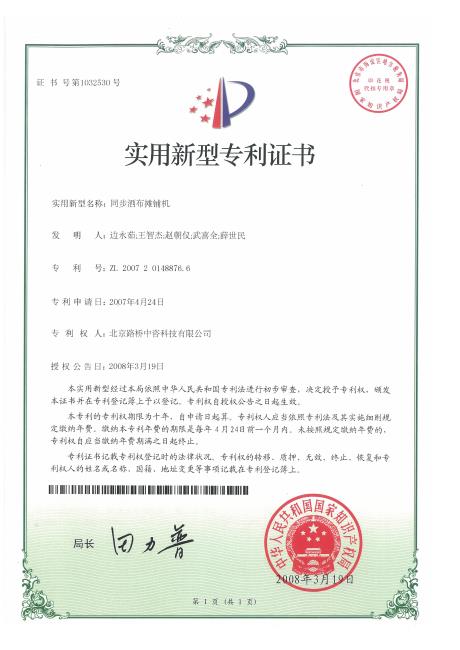 证 书 号第1032530号
印 花 税
代征专用章
实用新型专利证书
实用新型名称：同步洒布摊铺机
发 明 人：边永茹;王智杰;赵朝仪;武喜全;薛世民
专 利 号：ZL 2007 2 0148876.6
专利申请日：2007年4月24日
专 利 权 人：北京路桥中咨科技有限公司
授权公告日：2008年3月19日
本实用新型经过本局依照中华人民共和国专利法进行初步审查，决定授予专利权，颁发
本证书并在专利登记簿上予以登记。专利权自授权公告之日起生效。
本专利的专利权期限为十年，自申请日起算。专利权人应当依照专利法及其实施细则规
定缴纳年费。缴纳本专利年费的期限是每年 4月24日前一个月内。未按照规定缴纳年费的，
专利权自应当缴纳年费期满之日起终止。
专利证书记载专利权登记时的法律状况。专利权的转移、质押、无效、终止、恢复和专
利权人的姓名或名称、国籍、地址变更等事项记载在专利登记簿上。
局长 田力普
中华人民共和国国家知识产权局
2008年3月19日
第 1 页 (共 1 页)